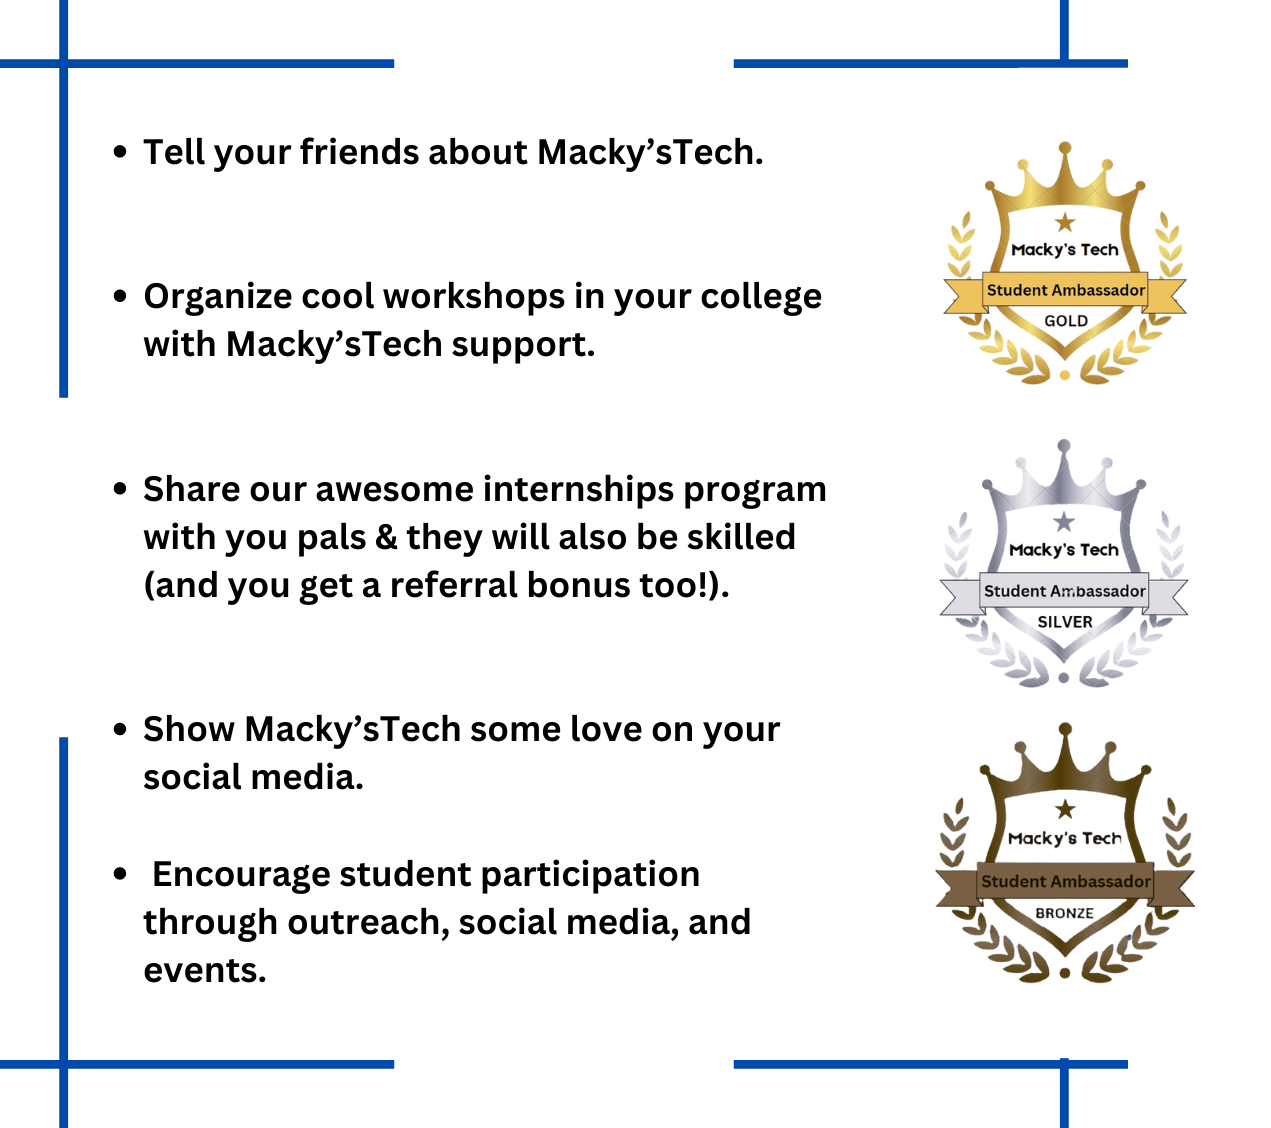 • Tell your friends about Macky’sTech.
• Organize cool workshops in your college
with Macky’sTech support.
• Share our awesome internships program
with you pals & they will also be skilled
(and you get a referral bonus too!).
• Show Macky’sTech some love on your
social media.
• Encourage student participation
through outreach, social media, and
events.
Macky's Tech
Student Ambassador
GOLD
Macky's Tech
Student Ambassador
SILVER
Macky's Tech
Student Ambassador
BRONZE